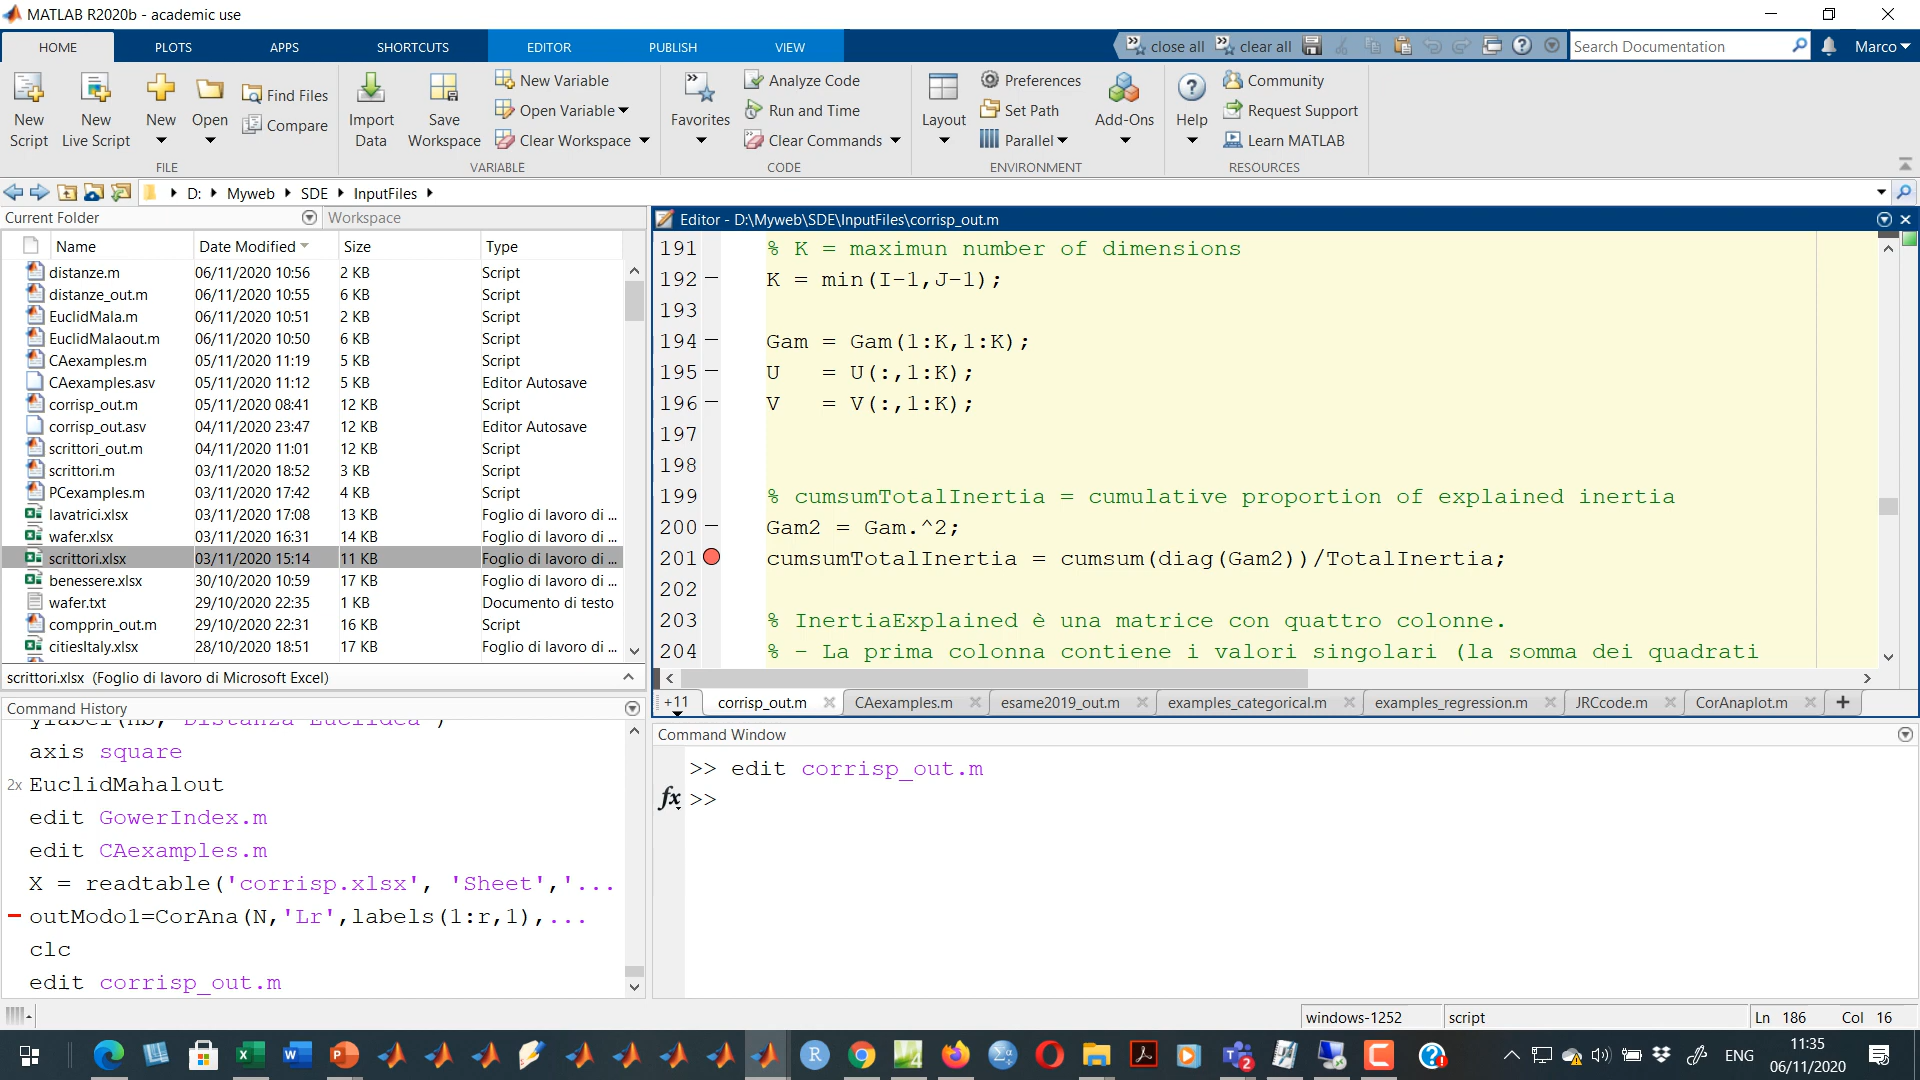 MATLAB R2020b - academic use
HOME PLOTS APPS SHORTCUTS EDITOR PUBLISH VIEW close all clear all Search Documentation Marco
New Script
New Live Script
New
Open
Find Files
Compare
FILE
Import Data
Save Workspace
New Variable
Open Variable
Clear Workspace
VARIABLE
Favorites
Analyze Code
Run and Time
Clear Commands
CODE
Layout
Preferences
Set Path
Parallel
Add-Ons
ENVIRONMENT
Help
Community
Request Support
Learn MATLAB
RESOURCES
D: Myweb SDE InputFiles
Current Folder Workspace
Name Date Modified Size Type
distanze.m 06/11/2020 10:56 2 KB Script
distanze_out.m 06/11/2020 10:55 6 KB Script
EuclidMala.m 06/11/2020 10:51 2 KB Script
EuclidMalaout.m 06/11/2020 10:50 6 KB Script
CAexamples.m 05/11/2020 11:19 5 KB Script
CAexamples.asv 05/11/2020 11:12 5 KB Editor Autosave
corrisp_out.m 05/11/2020 08:41 12 KB Script
corrisp_out.asv 04/11/2020 23:47 12 KB Editor Autosave
scrittori_out.m 04/11/2020 11:01 12 KB Script
scrittori.m 03/11/2020 18:52 3 KB Script
PCexamples.m 03/11/2020 17:42 4 KB Script
lavatrici.xlsx 03/11/2020 17:08 13 KB Foglio di lavoro di ...
wafer.xlsx 03/11/2020 16:31 14 KB Foglio di lavoro di ...
scrittori.xlsx 03/11/2020 15:14 11 KB Foglio di lavoro di ...
benessere.xlsx 30/10/2020 10:59 17 KB Foglio di lavoro di ...
wafer.txt 29/10/2020 22:35 1 KB Documento di testo
compprin_out.m 29/10/2020 22:31 16 KB Script
citiesItaly.xlsx 28/10/2020 18:51 17 KB Foglio di lavoro di ...
scrittori.xlsx (Foglio di lavoro di Microsoft Excel)
Command History
ylabel(hb, 'Distanza Euclidea')
axis square
2x EuclidMahalout
edit GowerIndex.m
edit CAexamples.m
X = readtable('corrisp.xlsx', 'Sheet','...
outModol=CorAna(N,'Lr',labels(1:r,1),...
clc
edit corrisp_out.m
Editor - D:\Myweb\SDE\InputFiles\corrisp_out.m
191 % K = maximun number of dimensions
192 K = min(I-1,J-1);
193
194 Gam = Gam(1:K,1:K);
195 U = U(:,1:K);
196 V = V(:,1:K);
197
198
199 % cumsumTotalInertia = cumulative proportion of explained inertia
200 Gam2 = Gam.^2;
201 cumsumTotalInertia = cumsum(diag(Gam2))/TotalInertia;
202
203 % InertiaExplained è una matrice con quattro colonne.
204 % - La prima colonna contiene i valori singolari (la somma dei quadrati
+11 corrisp_out.m CAexamples.m esame2019_out.m examples_categorical.m examples_regression.m JRCcode.m CorAnaplot.m
Command Window
>> edit corrisp_out.m
fx >>
windows-1252 script Ln 186 Col 16
ENG 11:35
06/11/2020